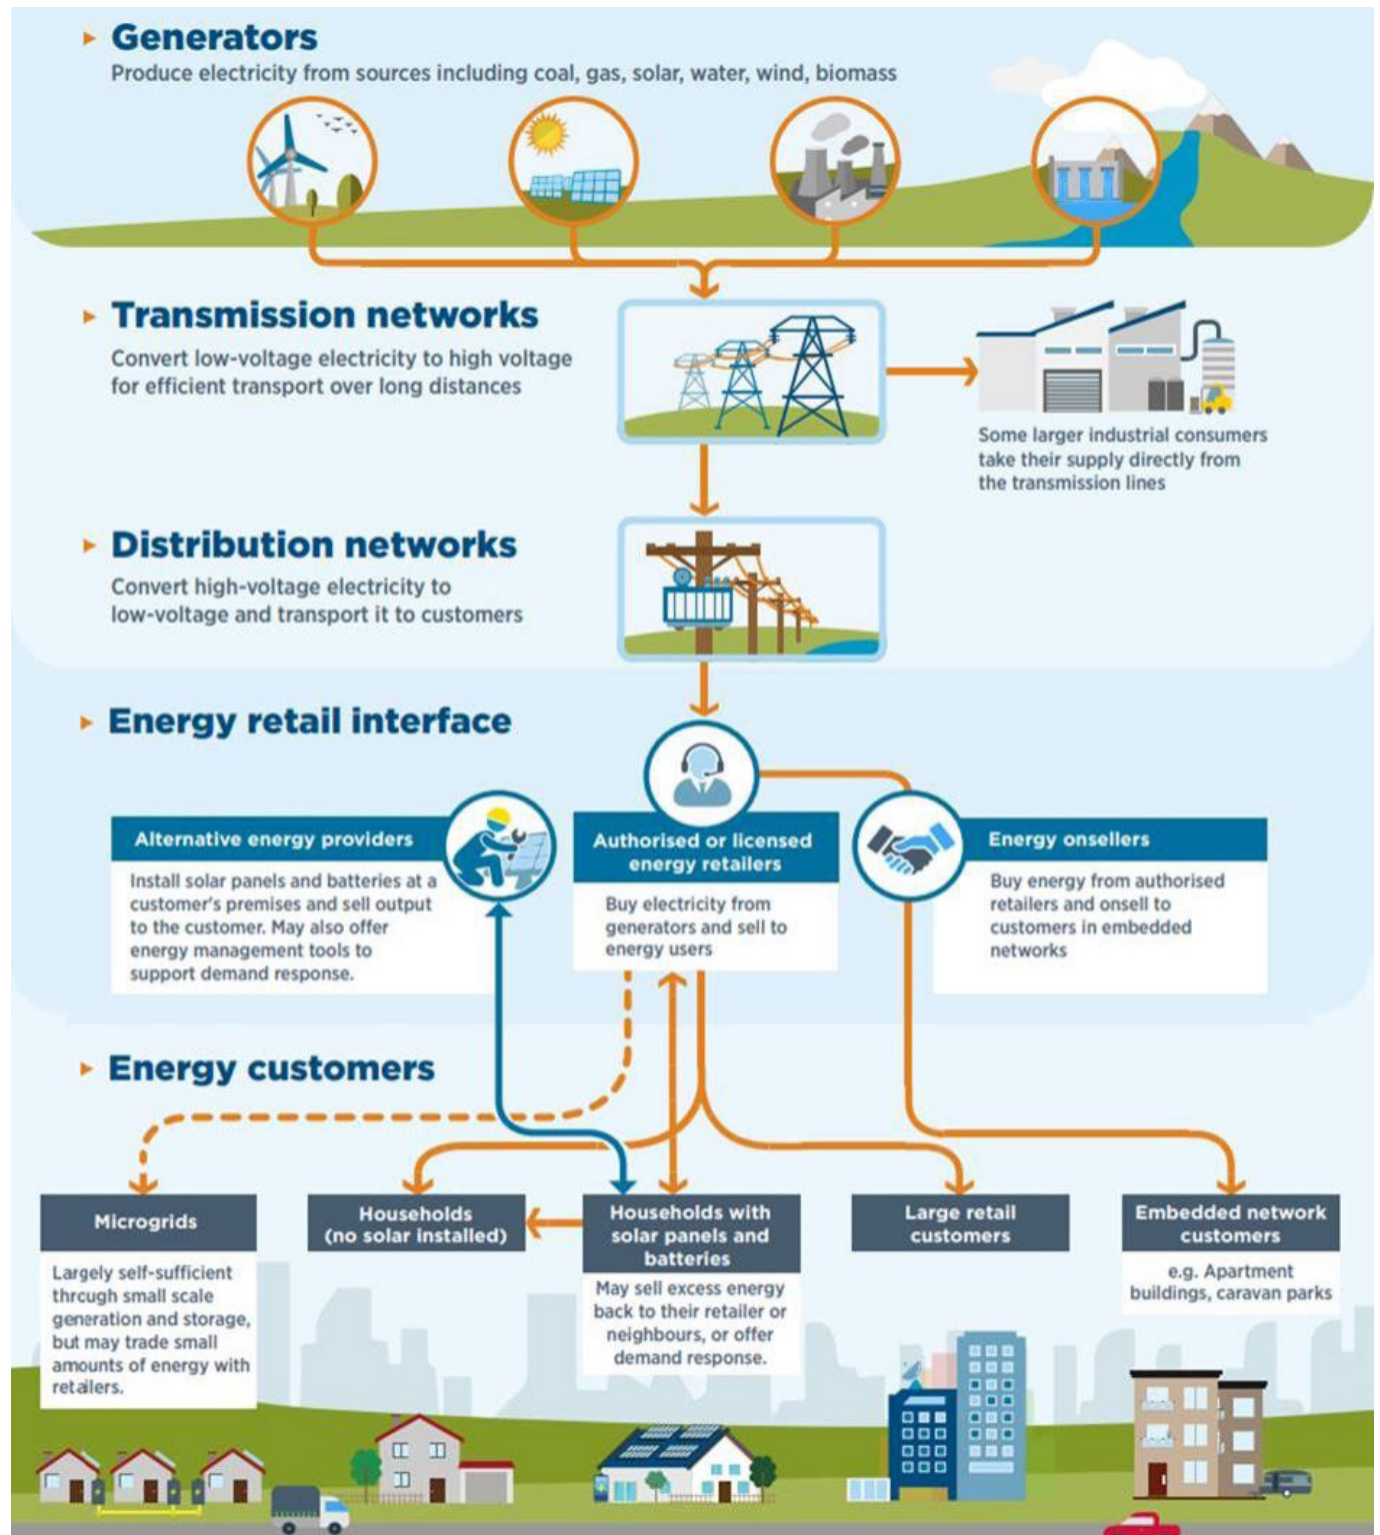 Generators
Produce electricity from sources including coal, gas, solar, water, wind, biomass
Transmission networks
Convert low-voltage electricity to high voltage
for efficient transport over long distances
Some larger industrial consumers
take their supply directly from
the transmission lines
Distribution networks
Convert high-voltage electricity to
low-voltage and transport it to customers
Energy retail interface
Alternative energy providers
Install solar panels and batteries at a
customer's premises and sell output
to the customer. May also offer
energy management tools to
support demand response.
Authorised or licensed
energy retailers
Buy electricity from
generators and sell to
energy users
Energy onsellers
Buy energy from authorised
retailers and onsell to
customers in embedded
networks
Energy customers
Microgrids
Largely self-sufficient
through small scale
generation and storage,
but may trade small
amounts of energy with
retailers.
Households
(no solar installed)
Households with
solar panels and
batteries
May sell excess energy
back to their retailer or
neighbours, or offer
demand response.
Large retail
customers
Embedded network
customers
e.g. Apartment
buildings, caravan parks